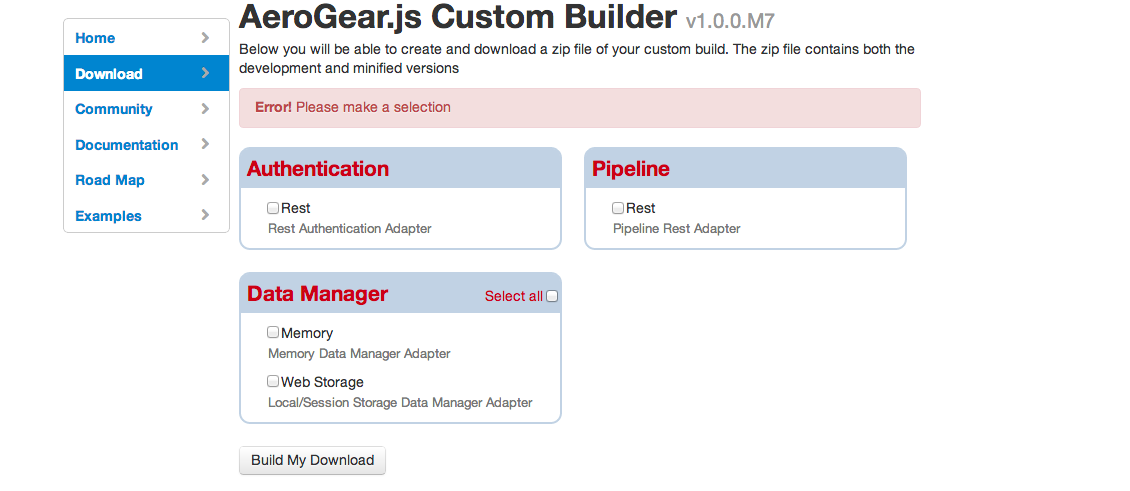 Home
Download
Community
Documentation
Road Map
Examples
AeroGear.js Custom Builder v1.0.0.M7
Below you will be able to create and download a zip file of your custom build. The zip file contains both the
development and minified versions
Error! Please make a selection
Authentication
Rest
Rest Authentication Adapter
Pipeline
Rest
Pipeline Rest Adapter
Data Manager Select all
Memory
Memory Data Manager Adapter
Web Storage
Local/Session Storage Data Manager Adapter
Build My Download